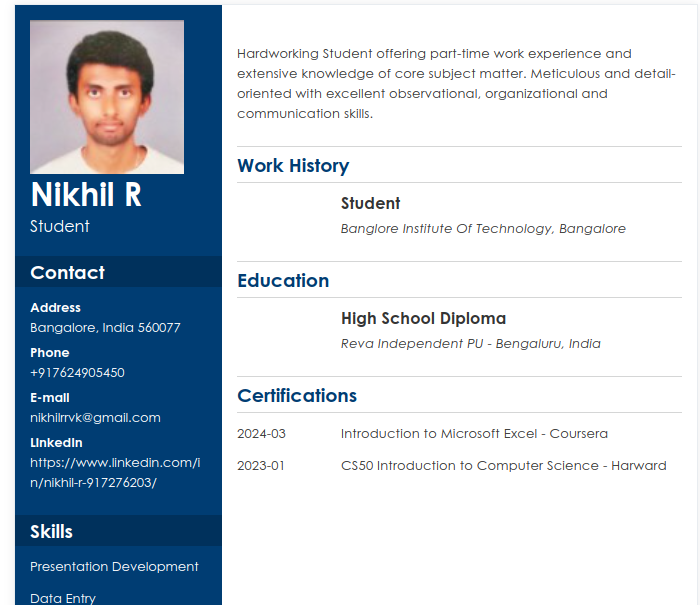 Nikhil R
Student
Contact
Address
Bangalore, India 560077
Phone
+917624905450
E-mail
nikhilrrvk@gmail.com
LinkedIn
https://www.linkedin.com/i
n/nikhil-r-917276203/
Skills
Presentation Development
Data Entry
Hardworking Student offering part-time work experience and
extensive knowledge of core subject matter. Meticulous and detail-
oriented with excellent observational, organizational and
communication skills.
Work History
Student
Banglore Institute Of Technology, Bangalore
Education
High School Diploma
Reva Independent PU - Bengaluru, India
Certifications
2024-03 Introduction to Microsoft Excel - Coursera
2023-01 CS50 Introduction to Computer Science - Harward